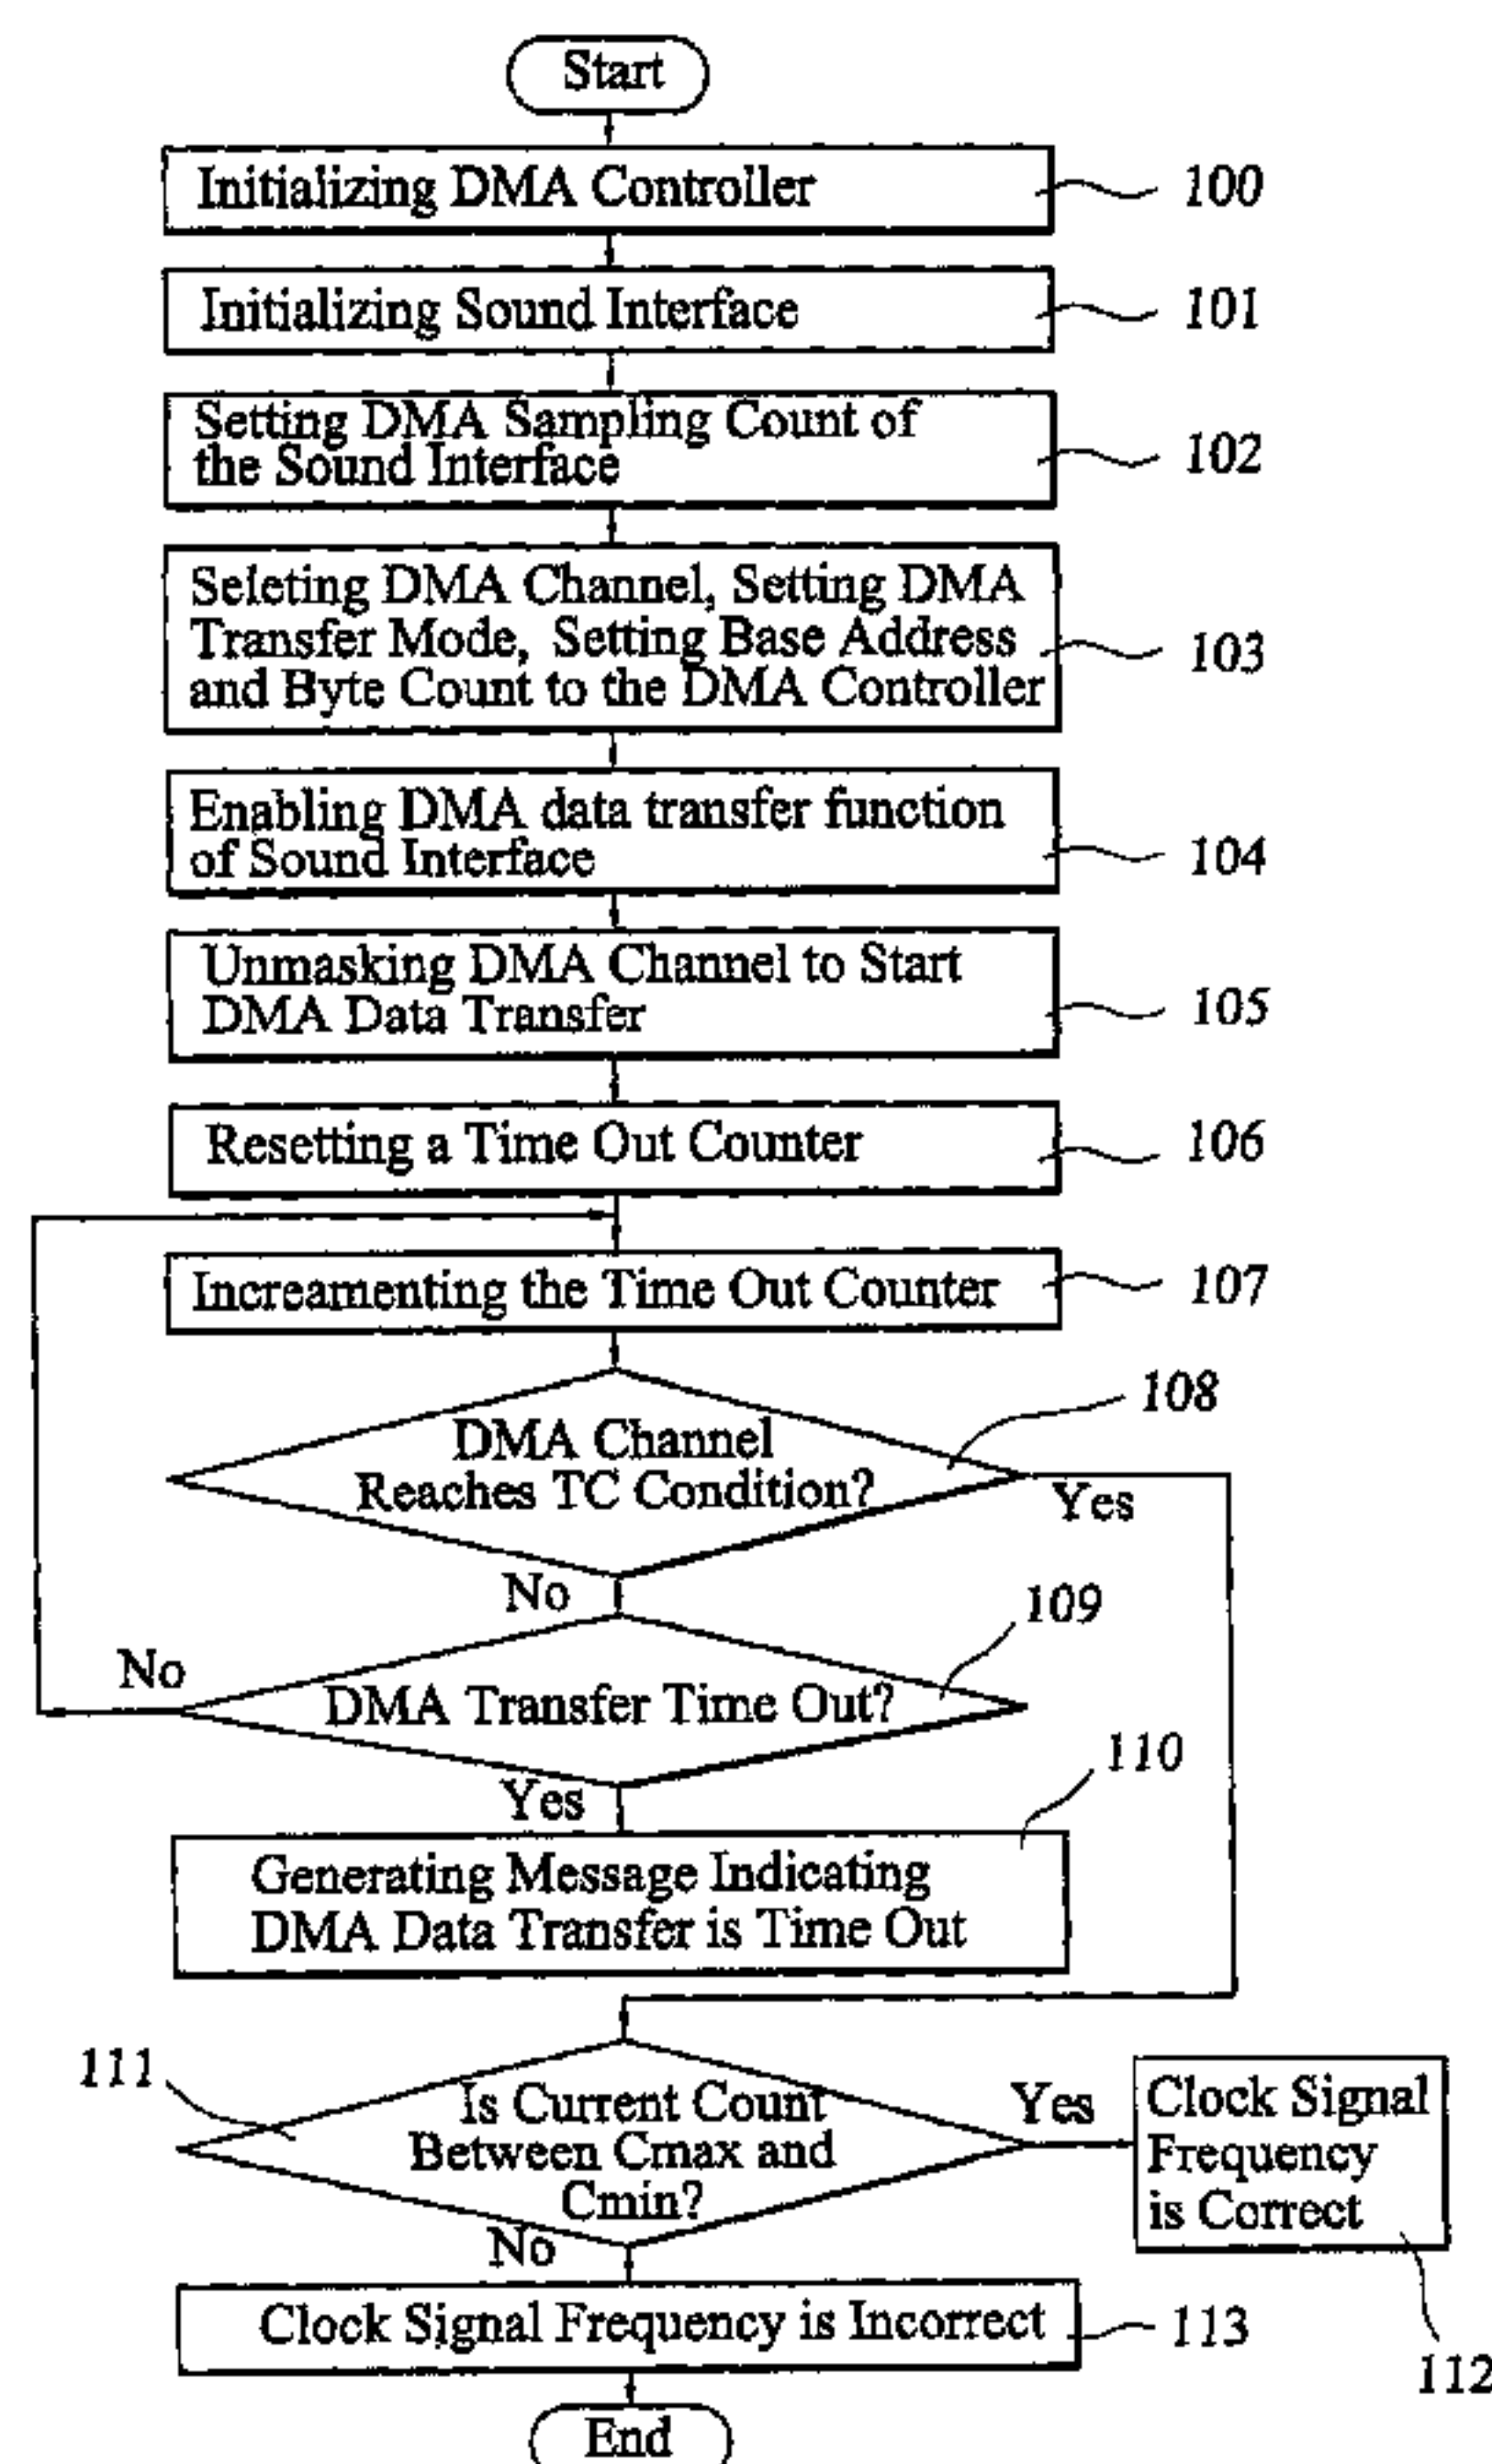 Start
Initializing DMA Controller
100
Initializing Sound Interface
101
Setting DMA Sampling Count of
the Sound Interface
102
Seleting DMA Channel, Setting DMA
Transfer Mode, Setting Base Address
and Byte Count to the DMA Controller
103
Enabling DMA data transfer function
of Sound Interface
104
Unmasking DMA Channel to Start
DMA Data Transfer
105
Resetting a Time Out Counter
106
Increamenting the Time Out Counter
107
108
DMA Channel
Reaches TC Condition?
Yes
No
109
No
DMA Transfer Time Out?
110
Yes
Generating Message Indicating
DMA Data Transfer is Time Out
111
Is Current Count
Between Cmax and
Cmin?
Yes
Clock Signal
Frequency
is Correct
No
Clock Signal Frequency is Incorrect
113
112
End